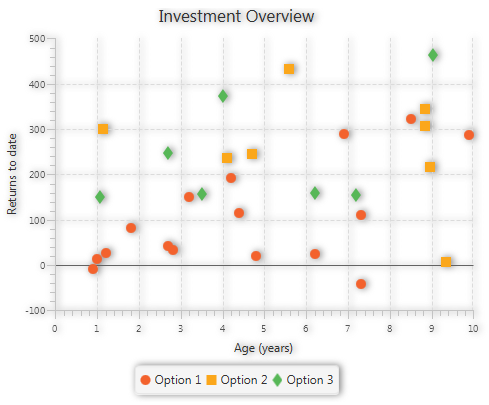 Investment Overview
500
400
300
200
100
0
-100
Returns to date
0 1 2 3 4 5 6 7 8 9 10
Age (years)
Option 1 Option 2 Option 3